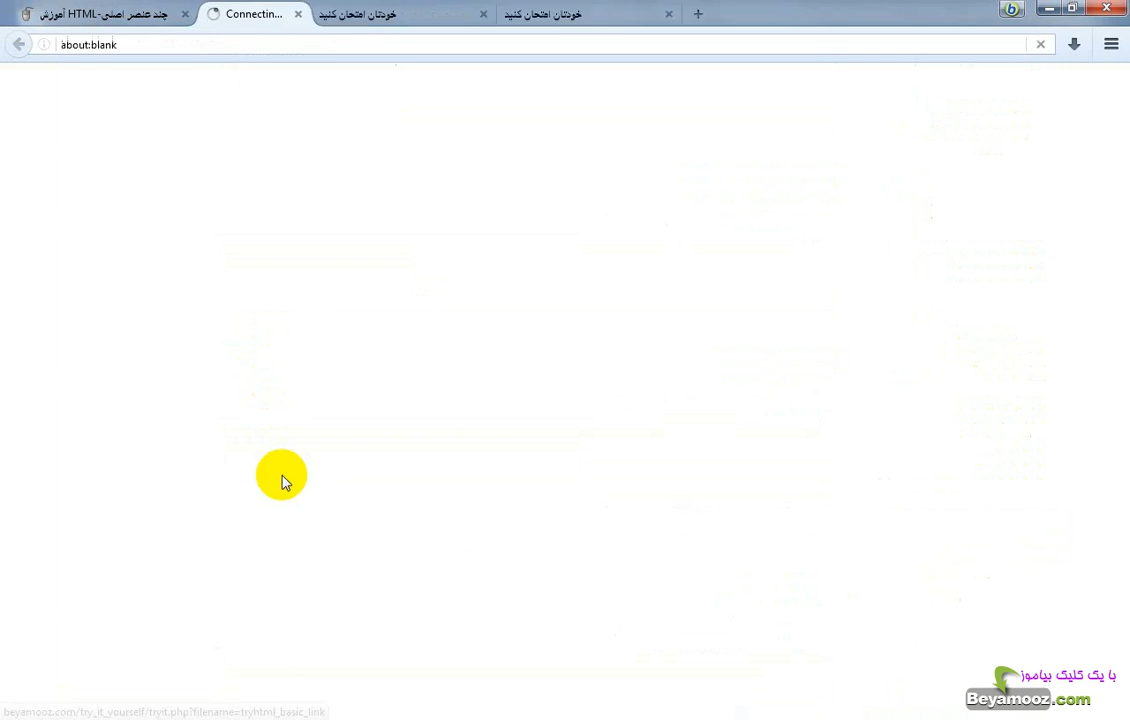 آموزش HTML-چند عنصر اصلی
Connectin...
خودتان امتحان کنید
خودتان امتحان کنید
about:blank
با یک کلیک بیاموز
Beyamooz.com
beyamooz.com/try_it_yourself/tryit.php?filename=tryhtml_basic_link